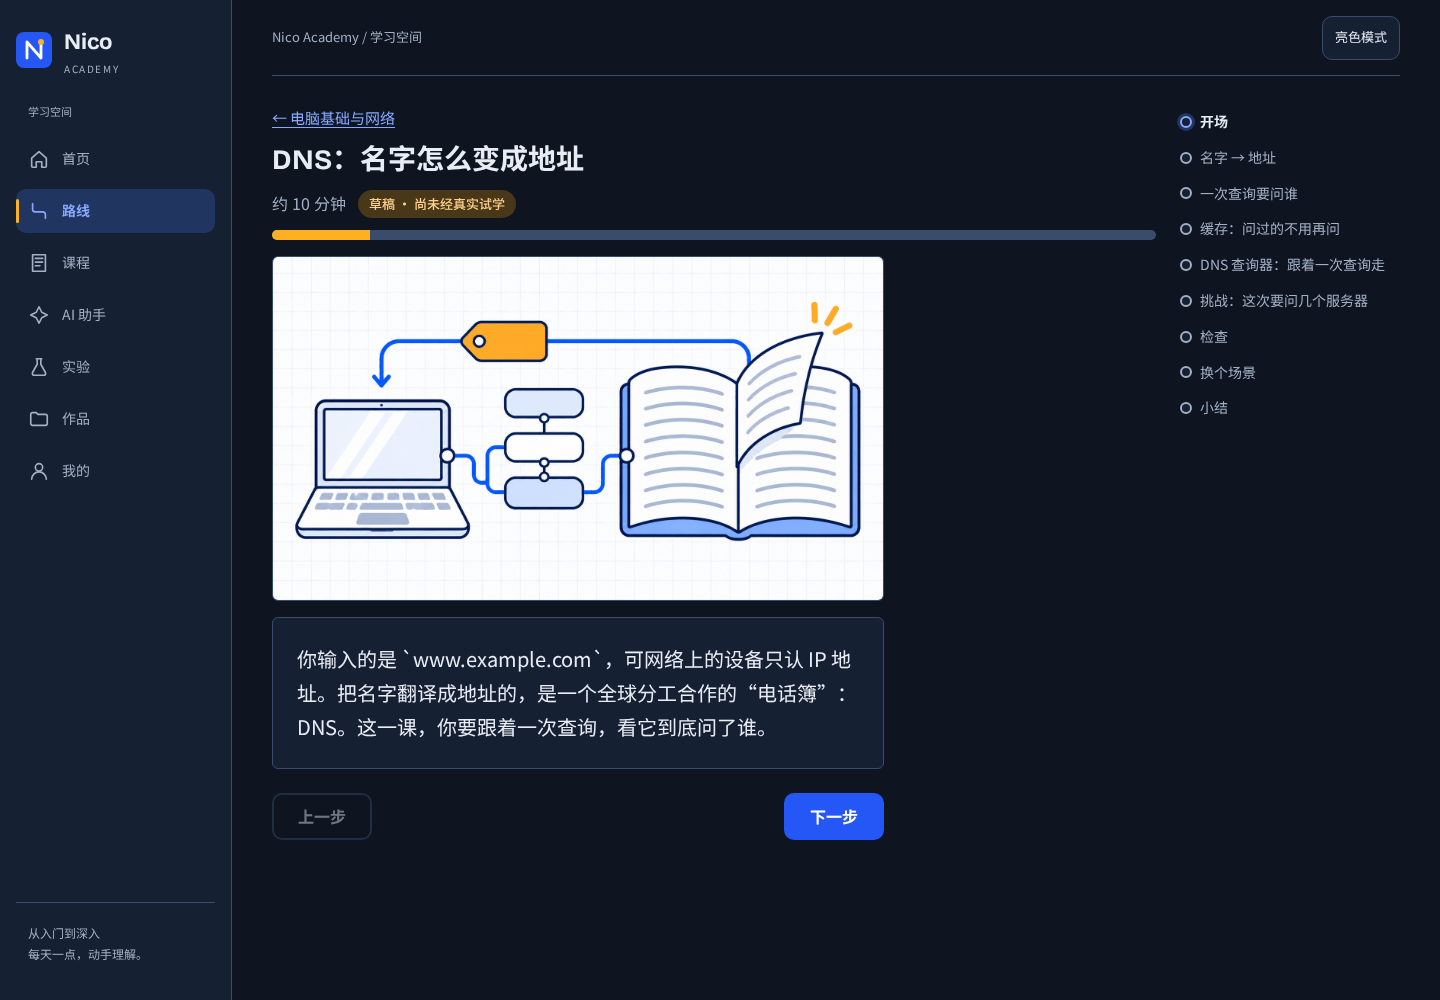 Nico
ACADEMY
学习空间
首页
路线
课程
AI 助手
实验
作品
我的
从入门到深入
每天一点，动手理解。
Nico Academy / 学习空间
亮色模式
← 电脑基础与网络
DNS：名字怎么变成地址
约 10 分钟
草稿 · 尚未经真实试学
你输入的是 `www.example.com`，可网络上的设备只认 IP 地
址。把名字翻译成地址的，是一个全球分工合作的“电话簿”：
DNS。这一课，你要跟着一次查询，看它到底问了谁。
上一步
下一步
开场
名字 → 地址
一次查询要问谁
缓存：问过的不用再问
DNS 查询器：跟着一次查询走
挑战：这次要问几个服务器
检查
换个场景
小结